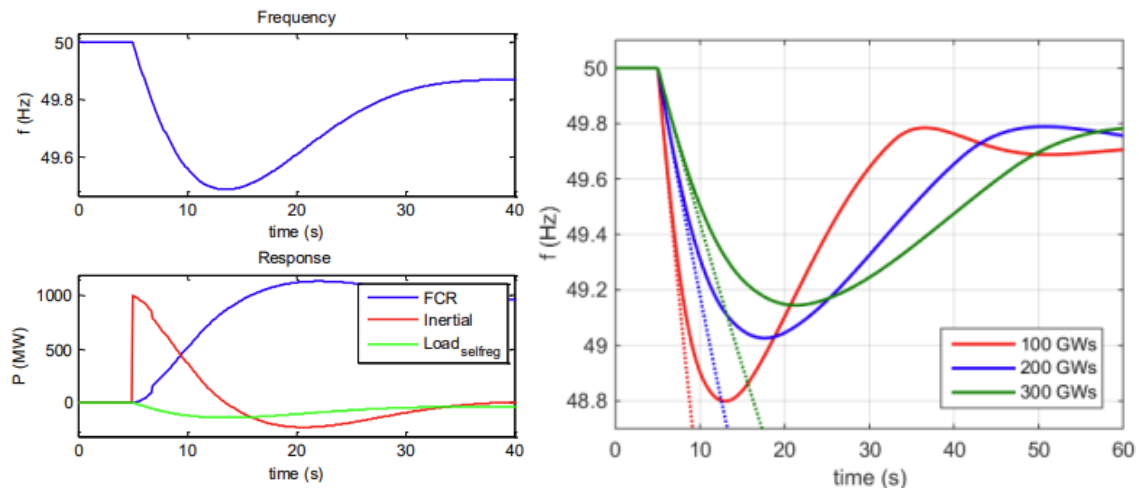 Frequency
50
49.8
49.6
f (Hz)
0
10
20
30
40
time (s)
Response
1000
500
0
P (MW)
FCR
Inertial
Load selfreg
0
10
20
30
40
time (s)
50
49.8
49.6
49.4
49.2
49
48.8
f (Hz)
100 GWs
200 GWs
300 GWs
0
10
20
30
40
50
60
time (s)